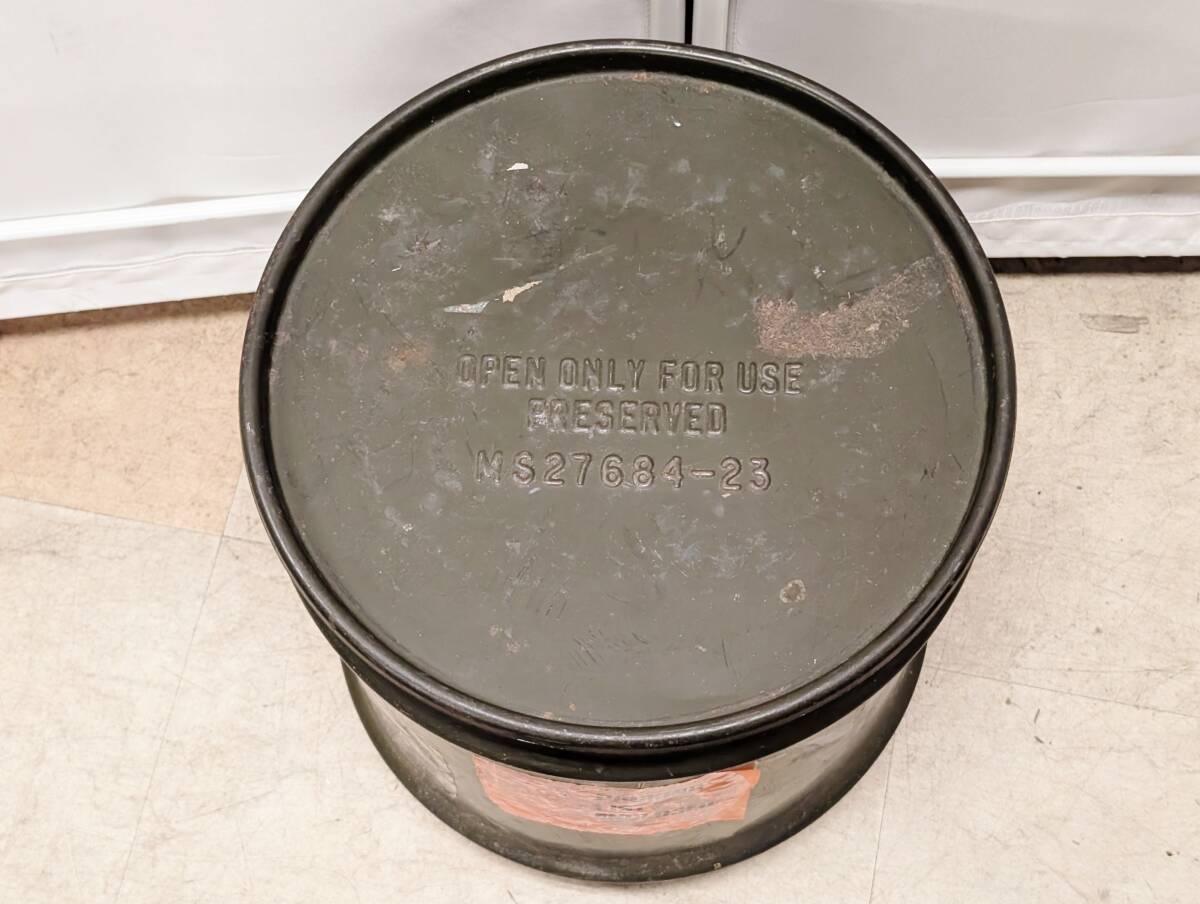 OPEN ONLY FOR USE
PRESERVED
MS27684-23